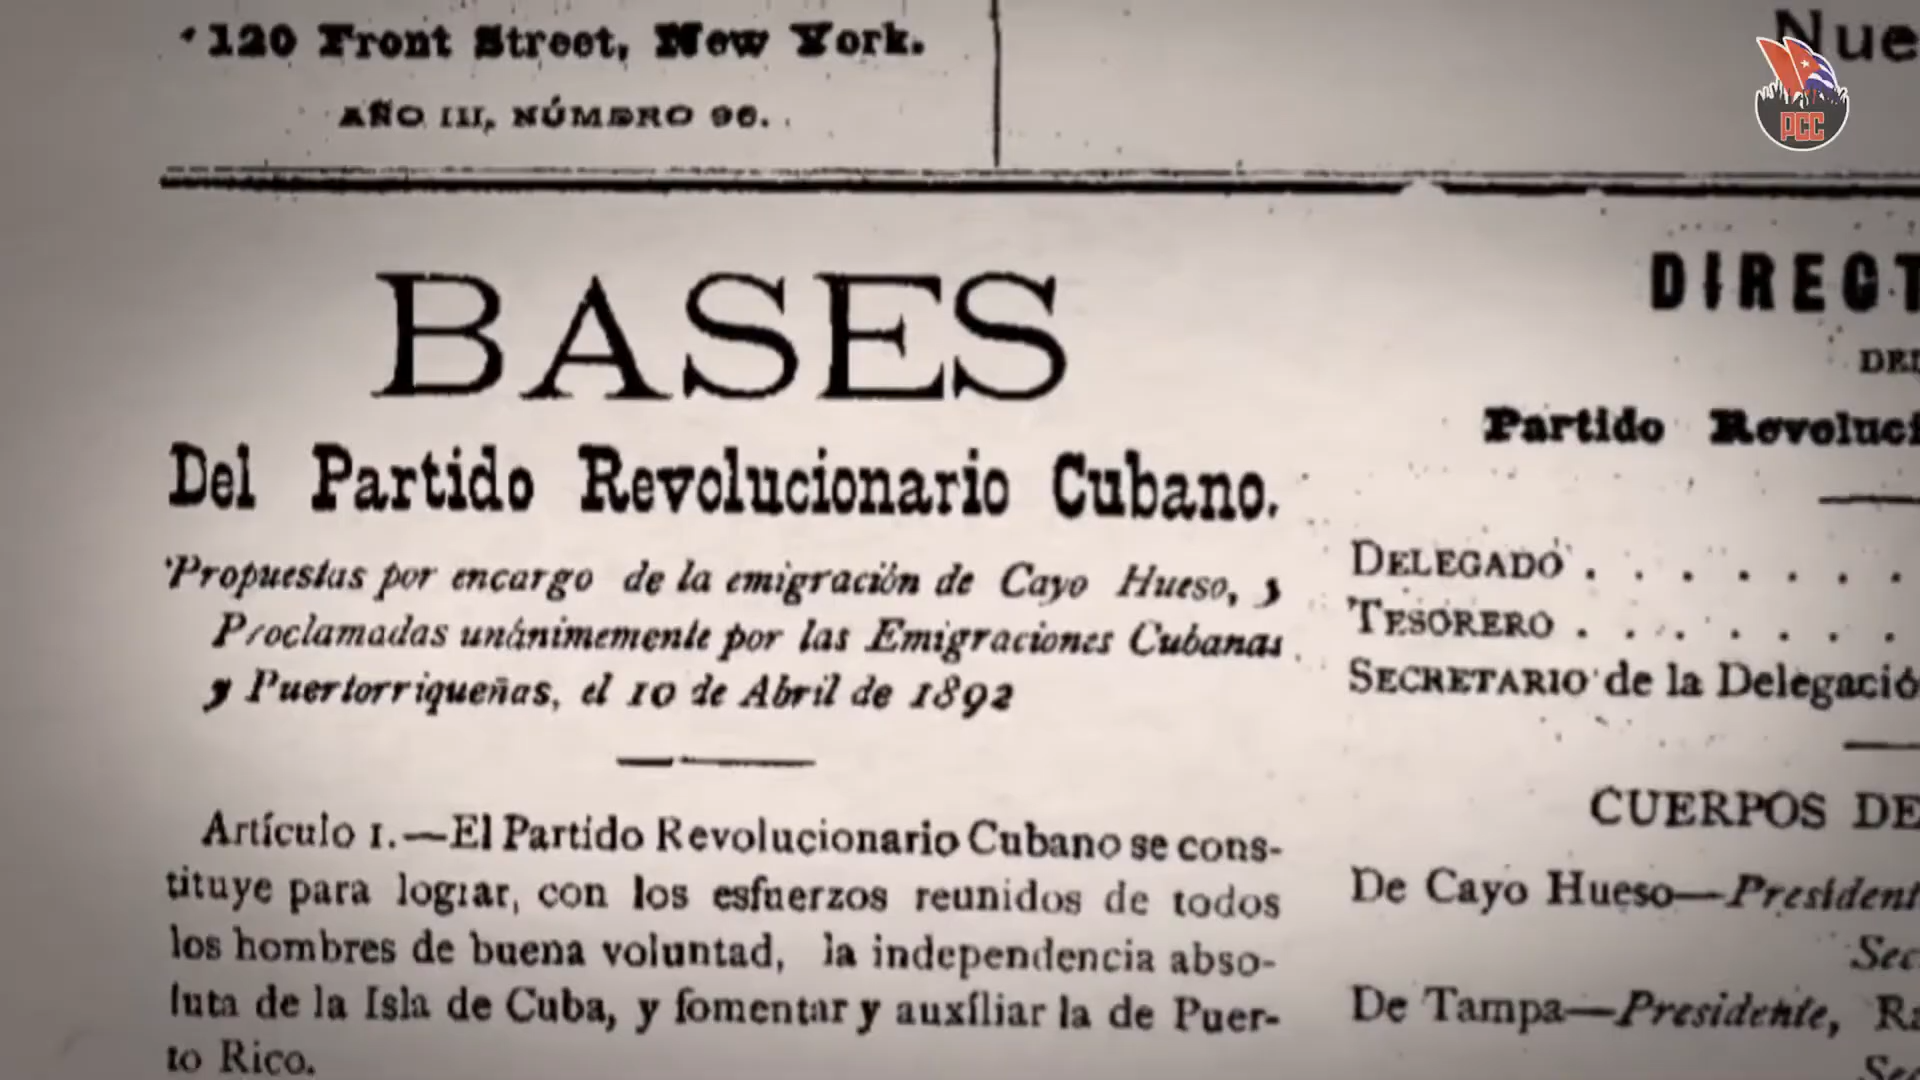 120 Front Street, New York.
AÑO III, NÚMERO 96.
Nue
PCC
BASES
Del Partido Revolucionario Cubano.
Propuestas por encargo de la emigración de Cayo Hueso, y
Proclamadas unánimemente por las Emigraciones Cubanas
y Puertorriqueñas, el 10 de Abril de 1892
Artículo 1.—El Partido Revolucionario Cubano se cons-
tituye para lograr, con los esfuerzos reunidos de todos
los hombres de buena voluntad, la independencia abso-
luta de la Isla de Cuba, y fomentar y auxiliar la de Puer-
to Rico.
DIRECT
DEL
Partido Revoluci
DELEGADO . . . . . . .
TESORERO . . . . . . .
SECRETARIO de la Delegació
CUERPOS DE
De Cayo Hueso—President
Sec
De Tampa—Presidente, Ra
Sec